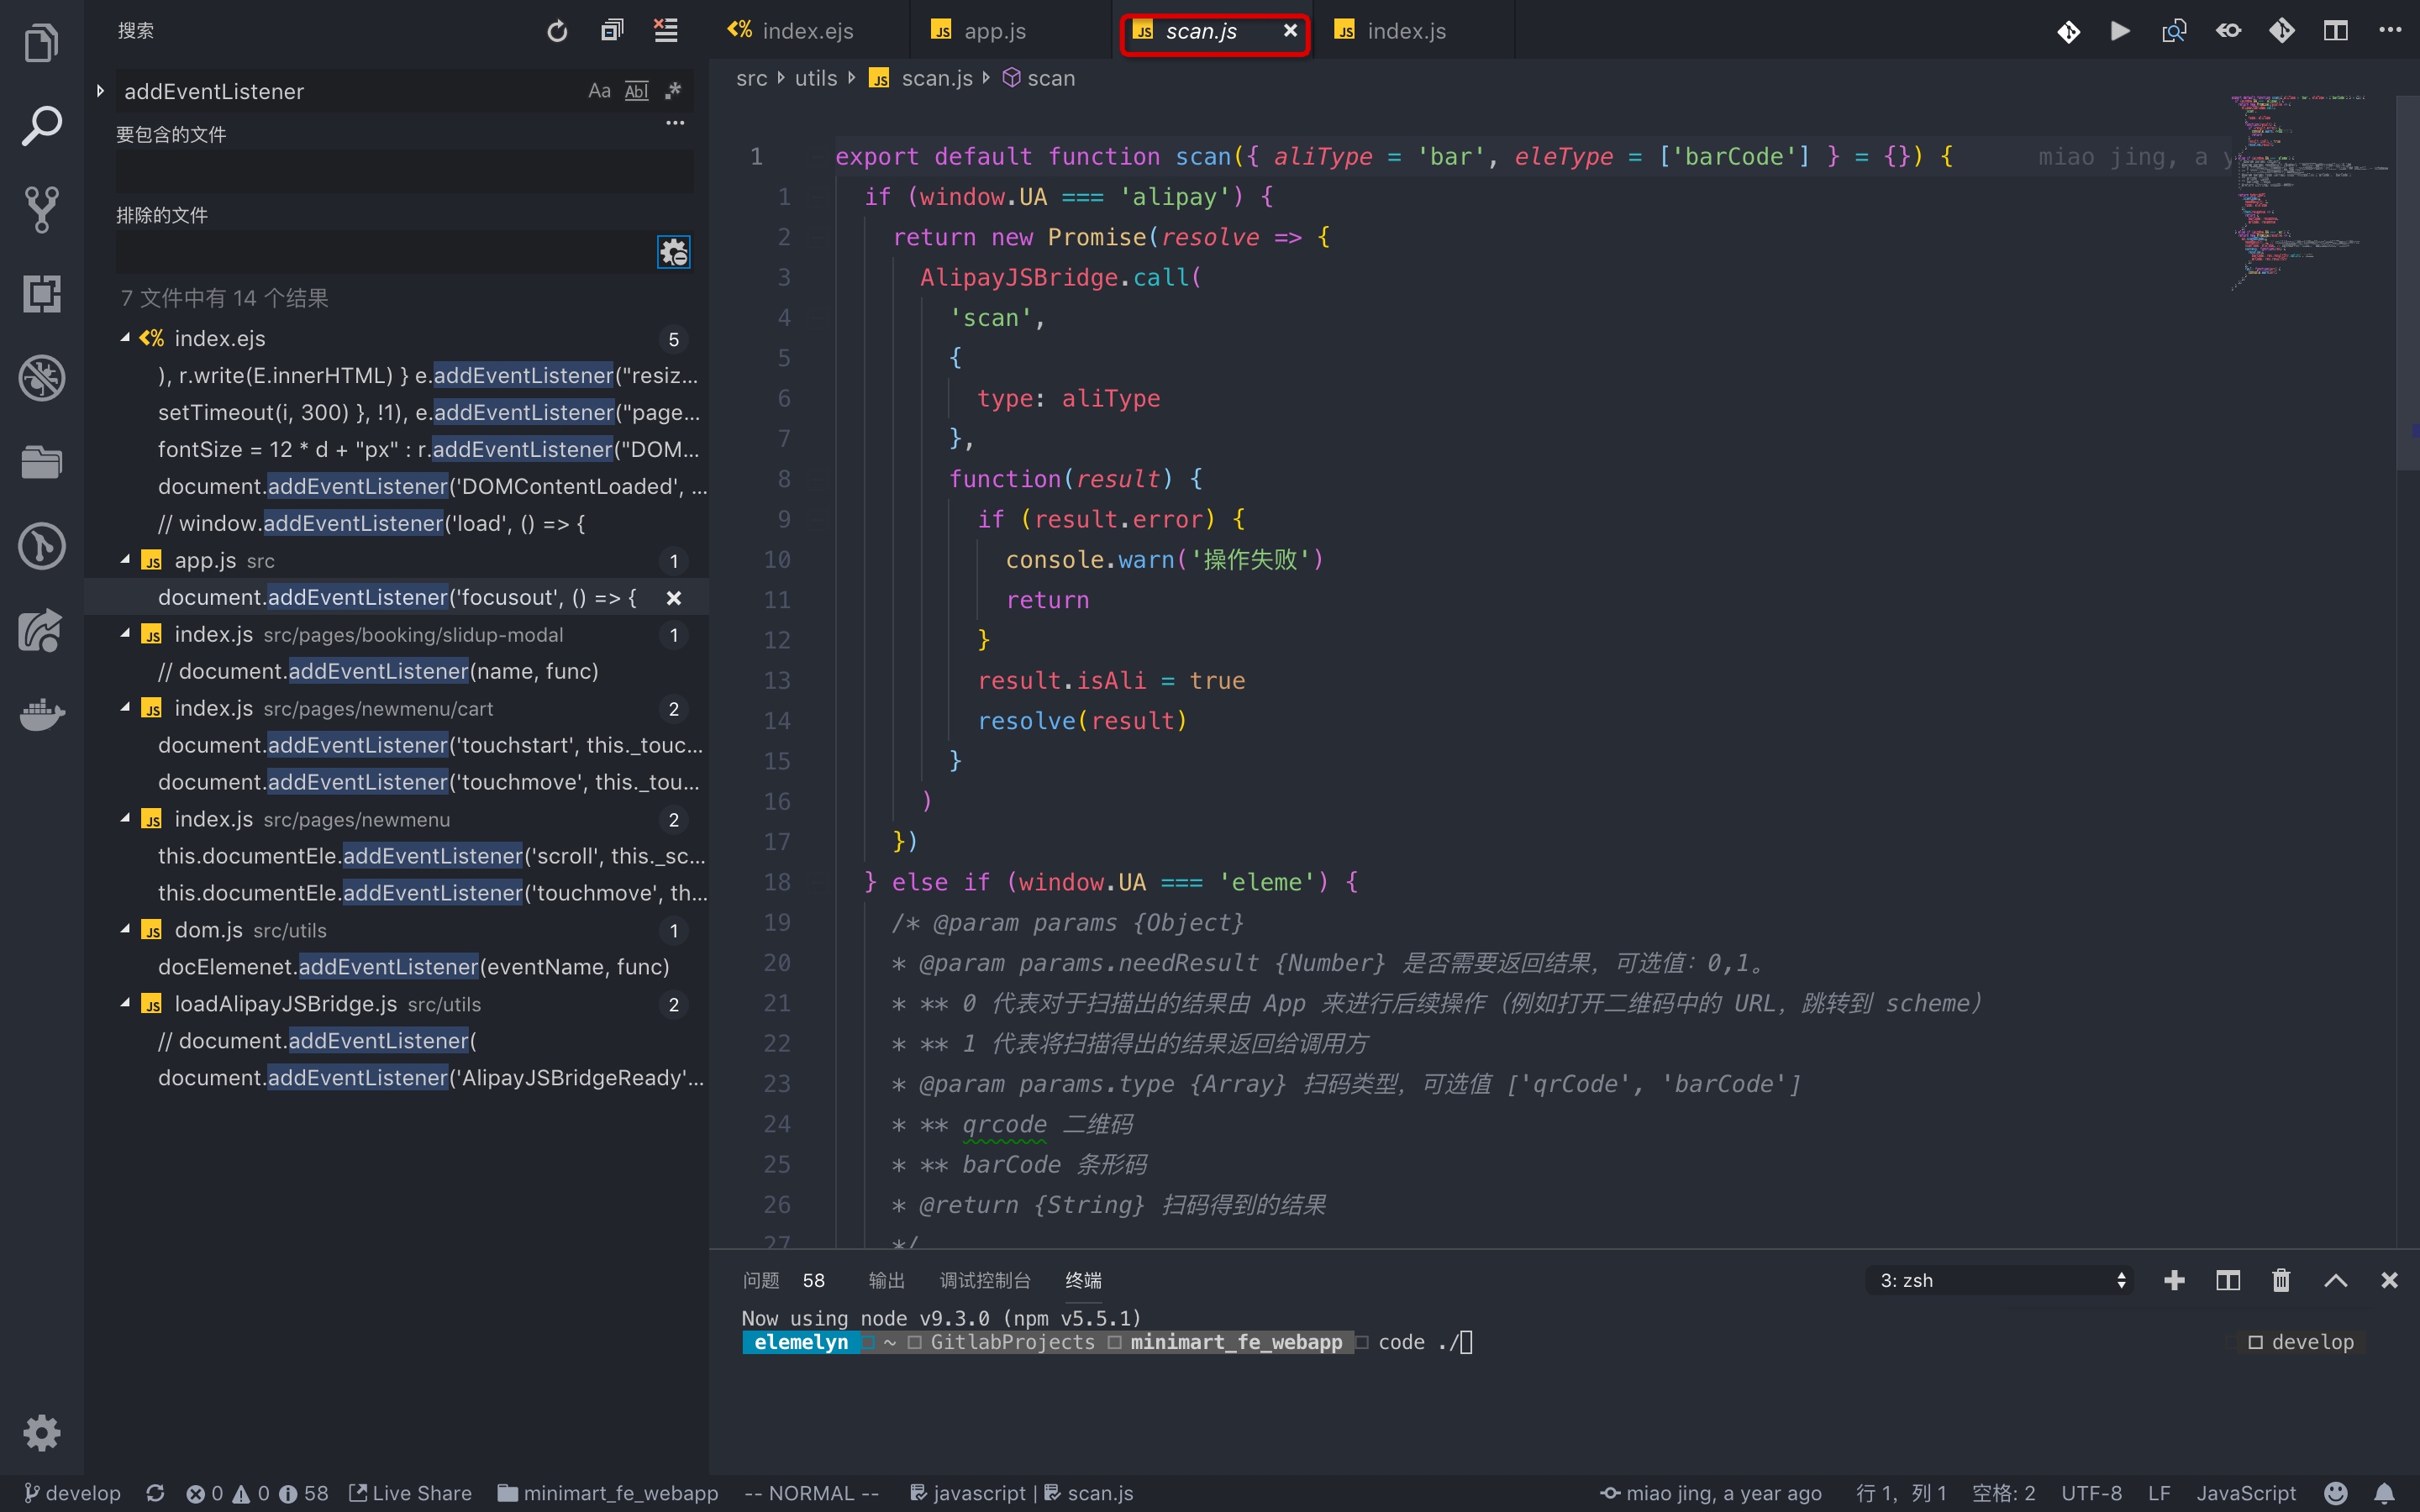 搜索
addEventListener
Aa Abl .*
要包含的文件
...
排除的文件
7 文件中有 14 个结果
<% index.ejs 5
), r.write(E.innerHTML) } e.addEventListener("resiz...
setTimeout(i, 300) }, !1), e.addEventListener("page...
fontSize = 12 * d + "px" : r.addEventListener("DOM...
document.addEventListener('DOMContentLoaded', ...
// window.addEventListener('load', () => {
JS app.js src 1
document.addEventListener('focusout', () => {
JS index.js src/pages/booking/slidup-modal 1
// document.addEventListener(name, func)
JS index.js src/pages/newmenu/cart 2
document.addEventListener('touchstart', this._touc...
document.addEventListener('touchmove', this._tou...
JS index.js src/pages/newmenu 2
this.documentEle.addEventListener('scroll', this._sc...
this.documentEle.addEventListener('touchmove', th...
JS dom.js src/utils 1
docElemenet.addEventListener(eventName, func)
JS loadAlipayJSBridge.js src/utils 2
// document.addEventListener(
document.addEventListener('AlipayJSBridgeReady'...
<% index.ejs JS app.js JS scan.js JS index.js
src utils JS scan.js scan
1 export default function scan({ aliType = 'bar', eleType = ['barCode'] } = {}) { miao jing, a y
1 if (window.UA === 'alipay') {
2 return new Promise(resolve => {
3 AlipayJSBridge.call(
4 'scan',
5 {
6 type: aliType
7 },
8 function(result) {
9 if (result.error) {
10 console.warn('操作失败')
11 return
12 }
13 result.isAli = true
14 resolve(result)
15 }
16 )
17 })
18 } else if (window.UA === 'eleme') {
19 /* @param params {Object}
20 * @param params.needResult {Number} 是否需要返回结果，可选值：0,1。
21 * ** 0 代表对于扫描出的结果由 App 来进行后续操作（例如打开二维码中的 URL，跳转到 scheme）
22 * ** 1 代表将扫描得出的结果返回给调用方
23 * @param params.type {Array} 扫码类型，可选值 ['qrCode', 'barCode']
24 * ** qrcode 二维码
25 * ** barCode 条形码
26 * @return {String} 扫码得到的结果
27 */
问题 58 输出 调试控制台 终端 3: zsh
Now using node v9.3.0 (npm v5.5.1)
elemelyn ~ GitlabProjects minimart_fe_webapp code ./ develop
develop 0 0 58 Live Share minimart_fe_webapp -- NORMAL -- javascript | scan.js miao jing, a year ago 行 1，列 1 空格: 2 UTF-8 LF JavaScript